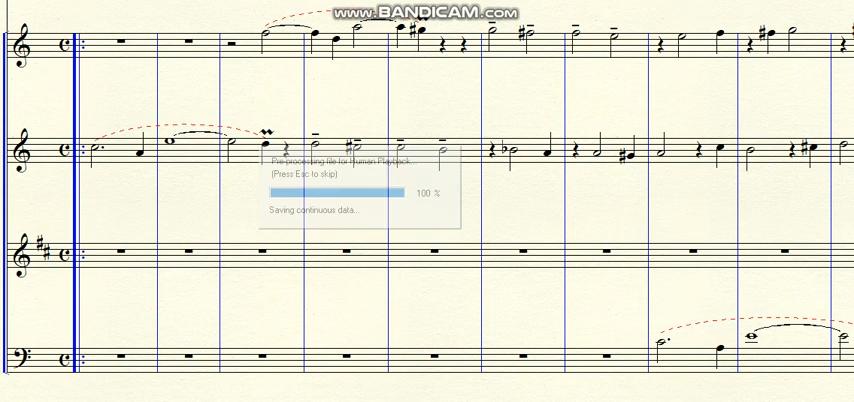 www.BANDICAM.com
Pre-processing file for Human Playback...
(Press Esc to skip)
100 %
Saving continuous data...